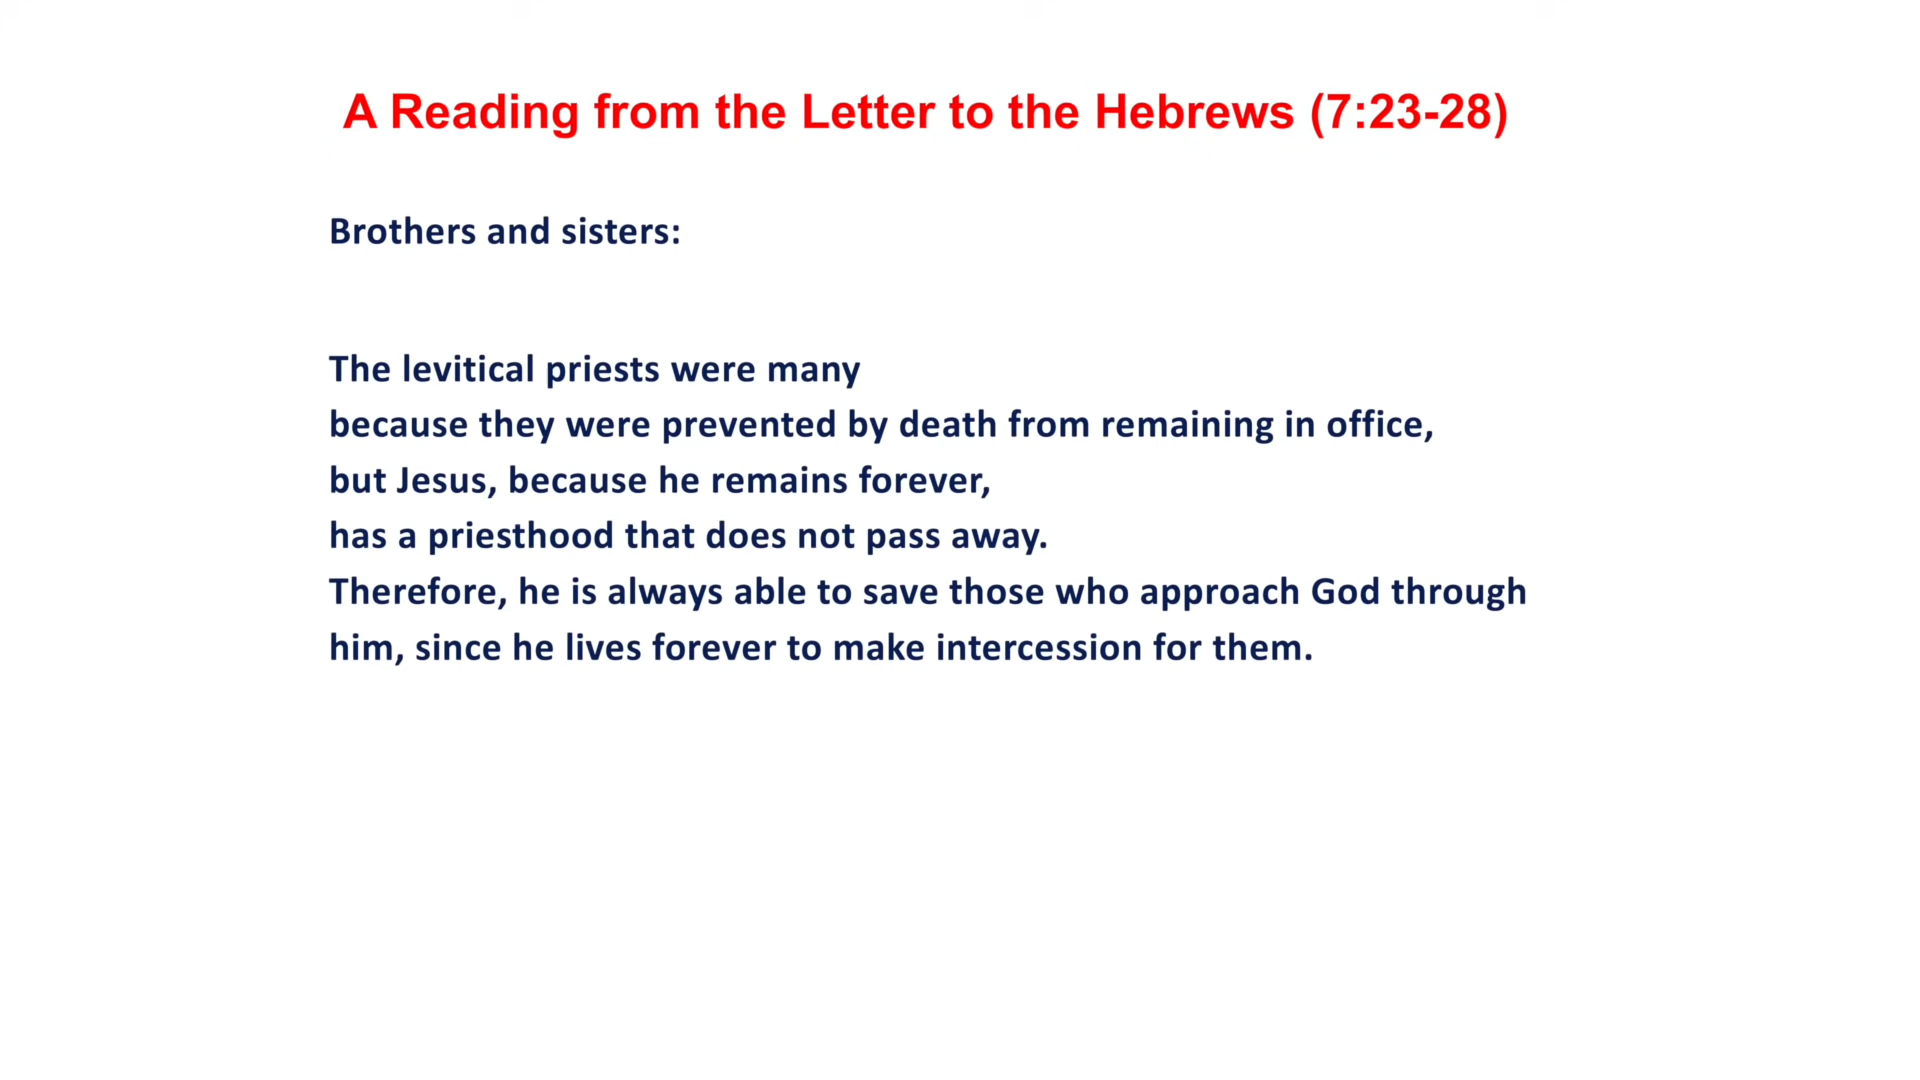 A Reading from the Letter to the Hebrews (7:23-28)
Brothers and sisters:
The levitical priests were many
because they were prevented by death from remaining in office,
but Jesus, because he remains forever,
has a priesthood that does not pass away.
Therefore, he is always able to save those who approach God through
him, since he lives forever to make intercession for them.